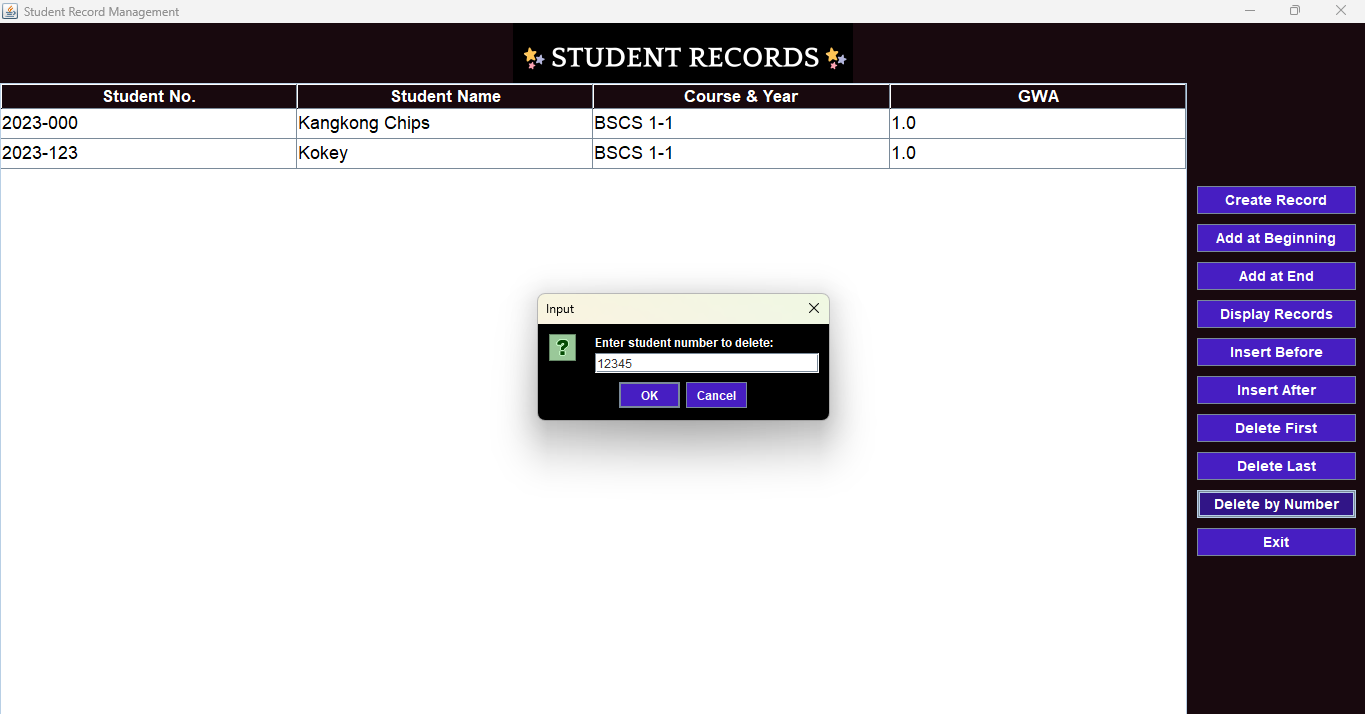 Student Record Management
STUDENT RECORDS
Student No. Student Name Course & Year GWA
2023-000 Kangkong Chips BSCS 1-1 1.0
2023-123 Kokey BSCS 1-1 1.0
Input
? Enter student number to delete:
12345
OK Cancel
Create Record
Add at Beginning
Add at End
Display Records
Insert Before
Insert After
Delete First
Delete Last
Delete by Number
Exit